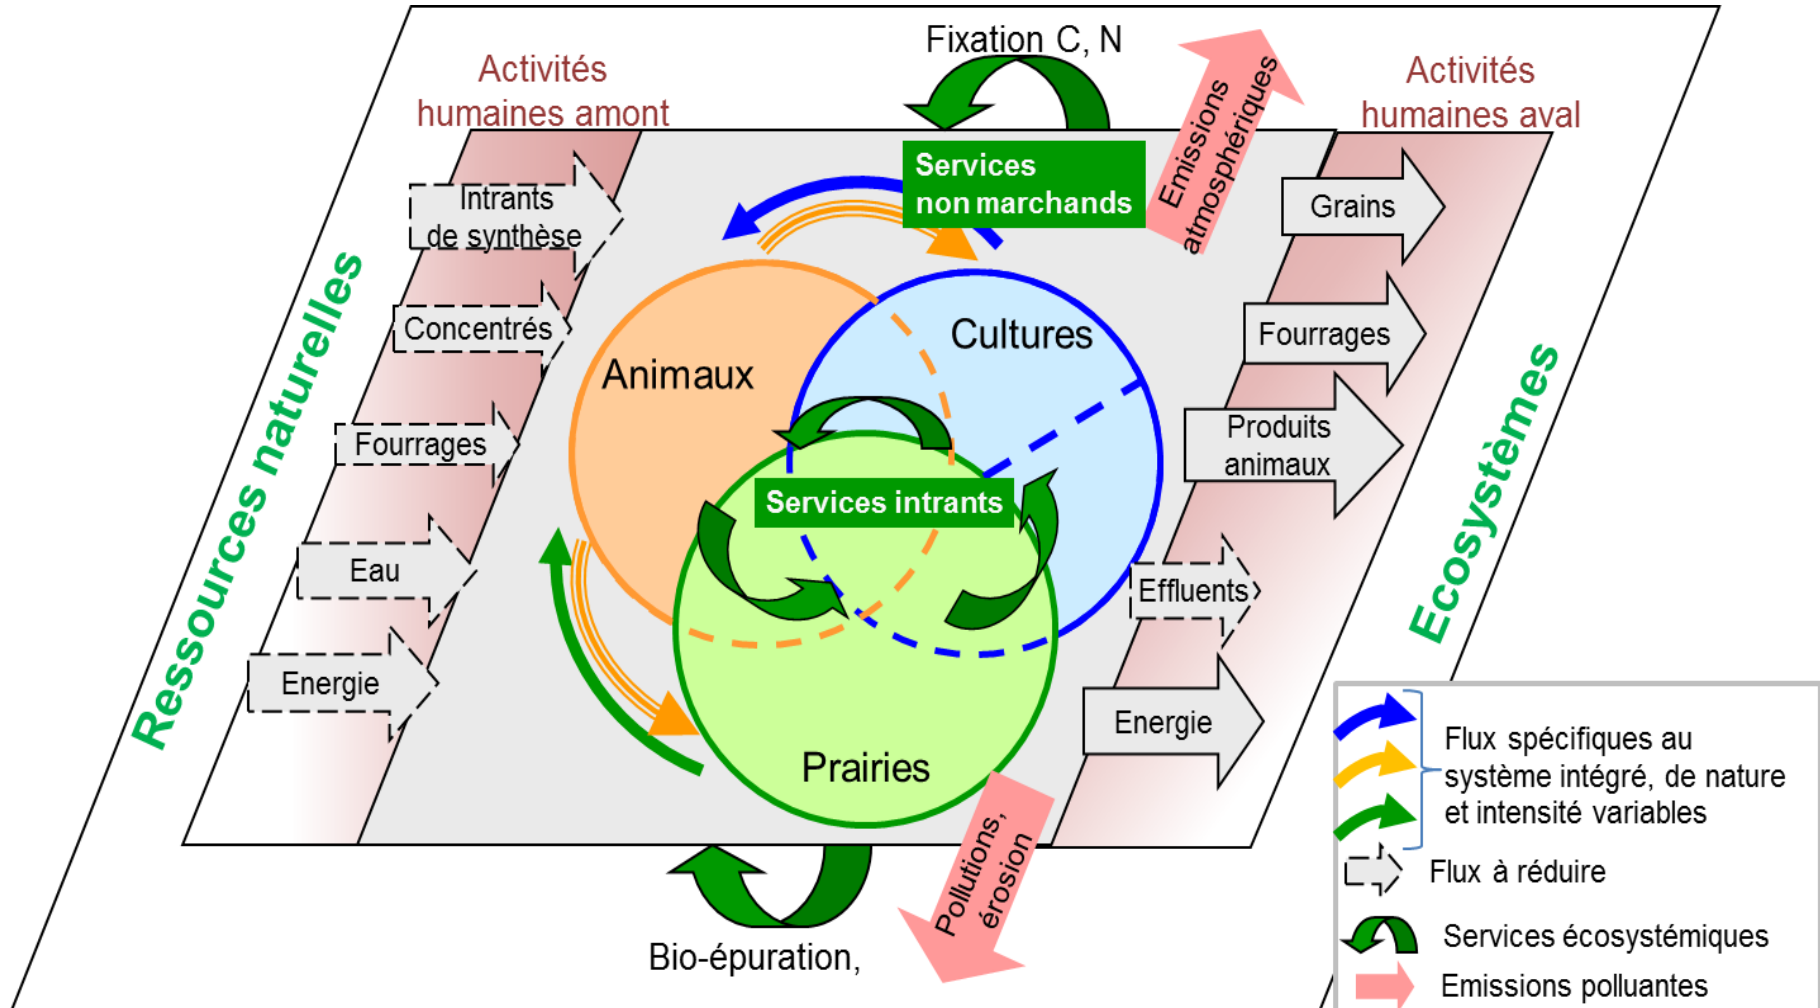 Fixation C, N
Activités
humaines amont
Activités
humaines aval
Emissions
atmosphériques
Services
non marchands
Intrants
de synthèse
Grains
Ressources naturelles
Concentrés
Cultures
Fourrages
Animaux
Ecosystèmes
Fourrages
Produits
animaux
Services intrants
Eau
Effluents
Energie
Energie
Prairies
Pollutions,
érosion
Bio-épuration,
Flux spécifiques au
système intégré, de nature
et intensité variables
Flux à réduire
Services écosystémiques
Emissions polluantes